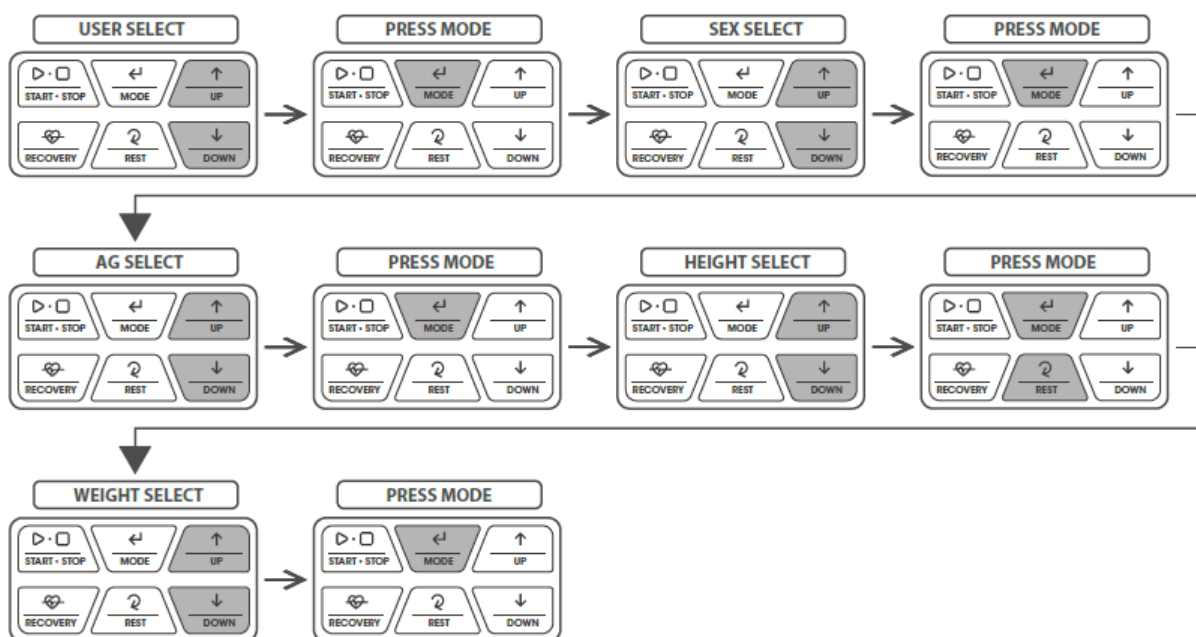 USER SELECT PRESS MODE SEX SELECT PRESS MODE
START • STOP MODE UP START • STOP MODE UP START • STOP MODE UP START • STOP MODE UP
RECOVERY REST DOWN RECOVERY REST DOWN RECOVERY REST DOWN RECOVERY REST DOWN
AG SELECT PRESS MODE HEIGHT SELECT PRESS MODE
START • STOP MODE UP START • STOP MODE UP START • STOP MODE UP START • STOP MODE UP
RECOVERY REST DOWN RECOVERY REST DOWN RECOVERY REST DOWN RECOVERY REST DOWN
WEIGHT SELECT PRESS MODE
START • STOP MODE UP START • STOP MODE UP
RECOVERY REST DOWN RECOVERY REST DOWN